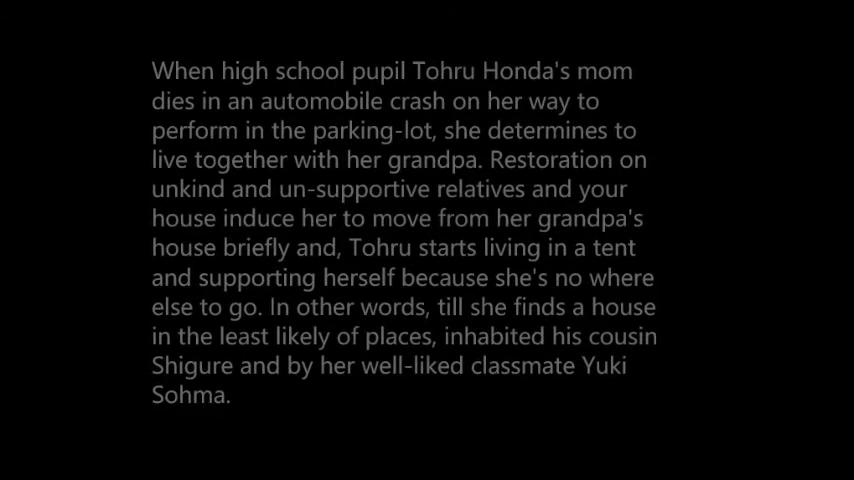 When high school pupil Tohru Honda's mom
dies in an automobile crash on her way to
perform in the parking-lot, she determines to
live together with her grandpa. Restoration on
unkind and un-supportive relatives and your
house induce her to move from her grandpa's
house briefly and, Tohru starts living in a tent
and supporting herself because she's no where
else to go. In other words, till she finds a house
in the least likely of places, inhabited his cousin
Shigure and by her well-liked classmate Yuki
Sohma.